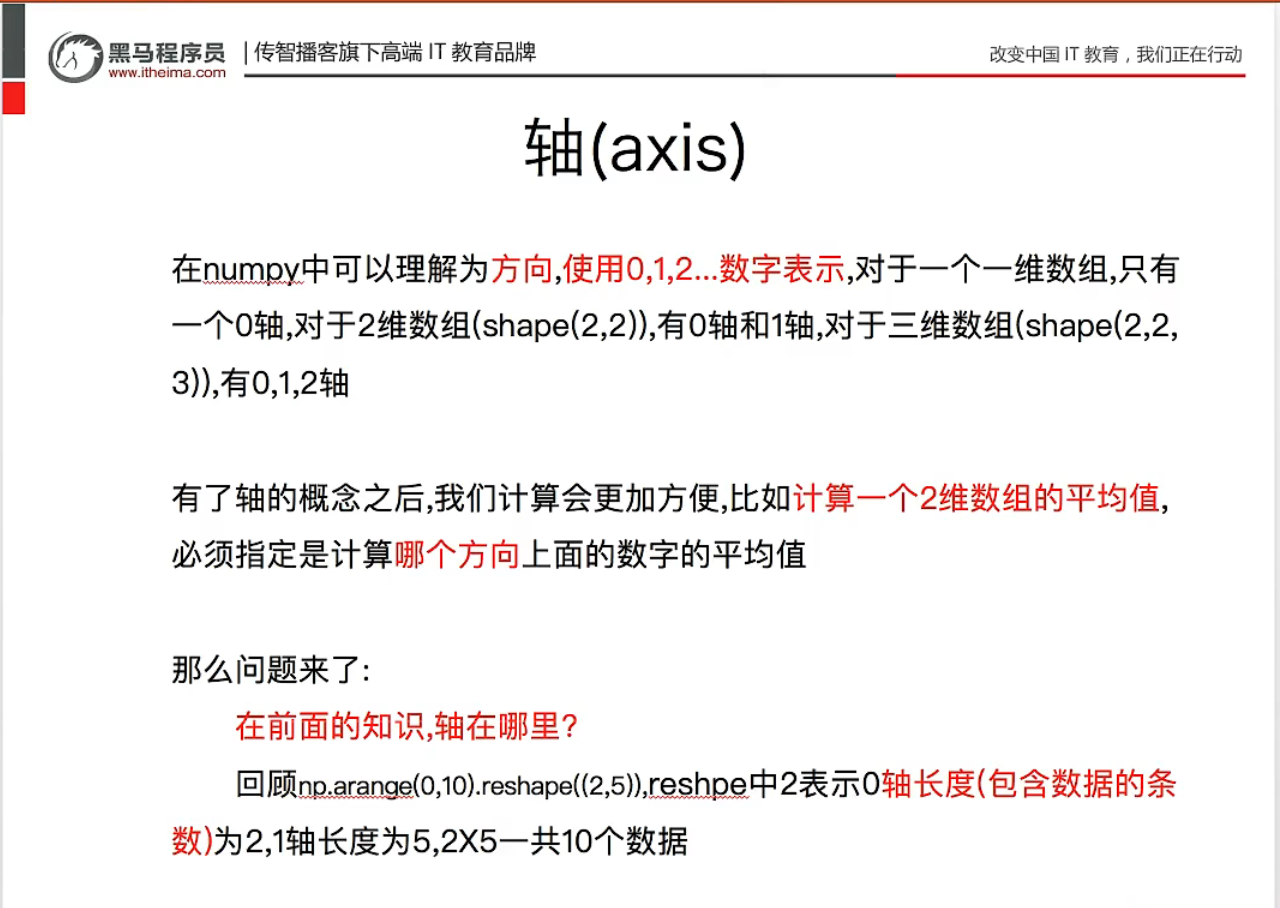 黑马程序员
www.itheima.com
传智播客旗下高端 IT 教育品牌
改变中国 IT 教育，我们正在行动
轴(axis)
在numpy中可以理解为方向,使用0,1,2...数字表示,对于一个一维数组,只有
一个0轴,对于2维数组(shape(2,2)),有0轴和1轴,对于三维数组(shape(2,2,
3)),有0,1,2轴
有了轴的概念之后,我们计算会更加方便,比如计算一个2维数组的平均值,
必须指定是计算哪个方向上面的数字的平均值
那么问题来了:
在前面的知识,轴在哪里?
回顾np.arange(0,10).reshape((2,5)),reshpe中2表示0轴长度(包含数据的条
数)为2,1轴长度为5,2X5一共10个数据